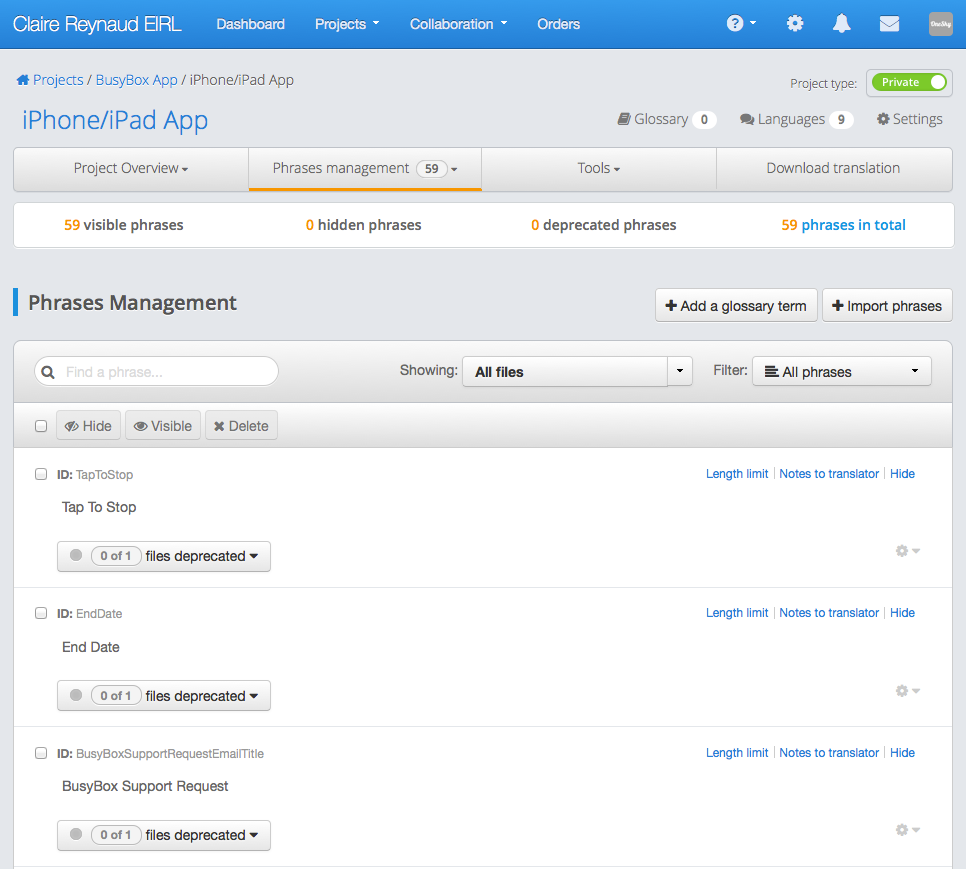 Claire Reynaud EIRL Dashboard Projects Collaboration Orders ? OneSky
Projects / BusyBox App / iPhone/iPad App
Project type: Private
iPhone/iPad App
Glossary 0 Languages 9 Settings
Project Overview Phrases management 59 Tools Download translation
59 visible phrases 0 hidden phrases 0 deprecated phrases 59 phrases in total
Phrases Management + Add a glossary term + Import phrases
Find a phrase... Showing: All files Filter: All phrases
Hide Visible Delete
ID: TapToStop Length limit Notes to translator Hide
Tap To Stop
0 of 1 files deprecated
ID: EndDate Length limit Notes to translator Hide
End Date
0 of 1 files deprecated
ID: BusyBoxSupportRequestEmailTitle Length limit Notes to translator Hide
BusyBox Support Request
0 of 1 files deprecated